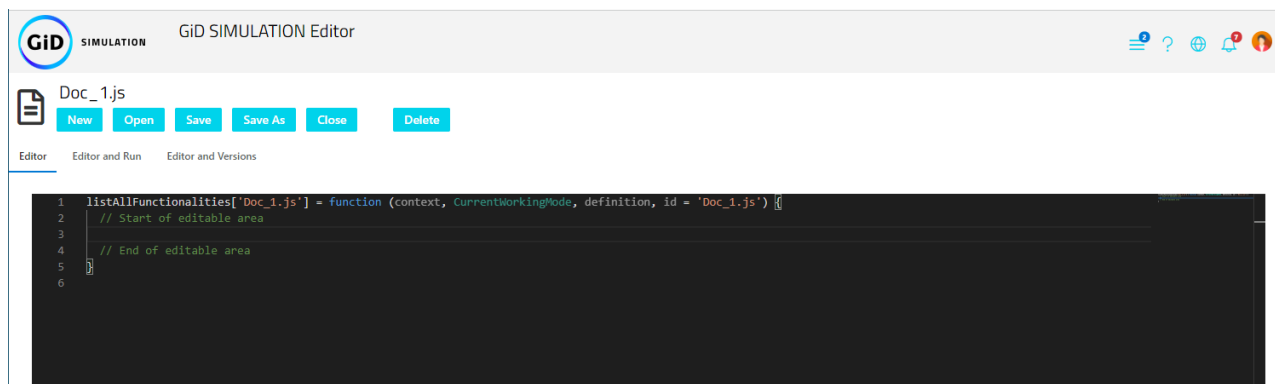 GiD SIMULATION
GiD SIMULATION Editor
2
7
Doc_1.js
New Open Save Save As Close Delete
Editor Editor and Run Editor and Versions
1 listAllFunctionalities['Doc_1.js'] = function (context, CurrentWorkingMode, definition, id = 'Doc_1.js') {
2 // Start of editable area
3
4 // End of editable area
5 }
6